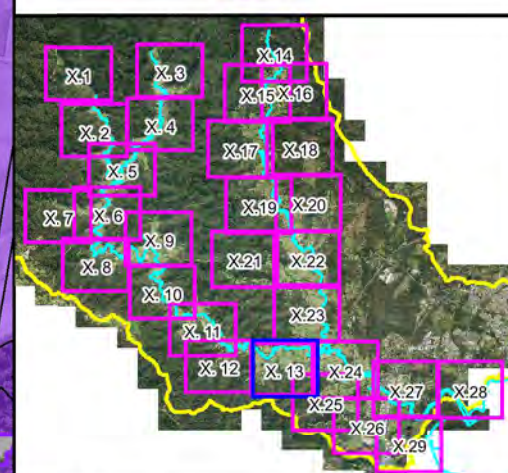 X.14
X.1
X. 3
X.15
X.16
X. 2
X. 4
X.17
X.18
X. 5
X. 7
X. 6
X.19
X.20
X. 9
X. 8
X.21
X.22
X. 10
X. 11
X.23
X. 12
X. 13
X.24
X.27
X.28
X.25
X.26
X.29